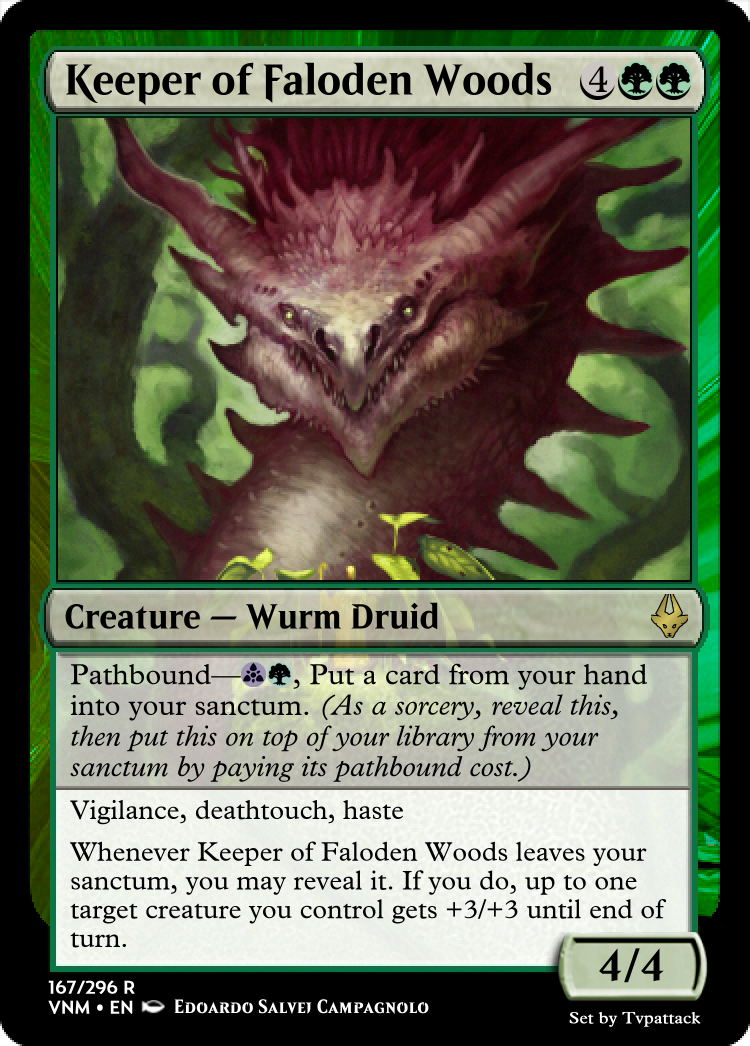 Keeper of Faloden Woods 4
Creature — Wurm Druid
Pathbound—, Put a card from your hand
into your sanctum. (As a sorcery, reveal this,
then put this on top of your library from your
sanctum by paying its pathbound cost.)
Vigilance, deathtouch, haste
Whenever Keeper of Faloden Woods leaves your
sanctum, you may reveal it. If you do, up to one
target creature you control gets +3/+3 until end of
turn.
4/4
167/296 R
VNM • EN Edoardo Salvej Campagnolo
Set by Tvpattack